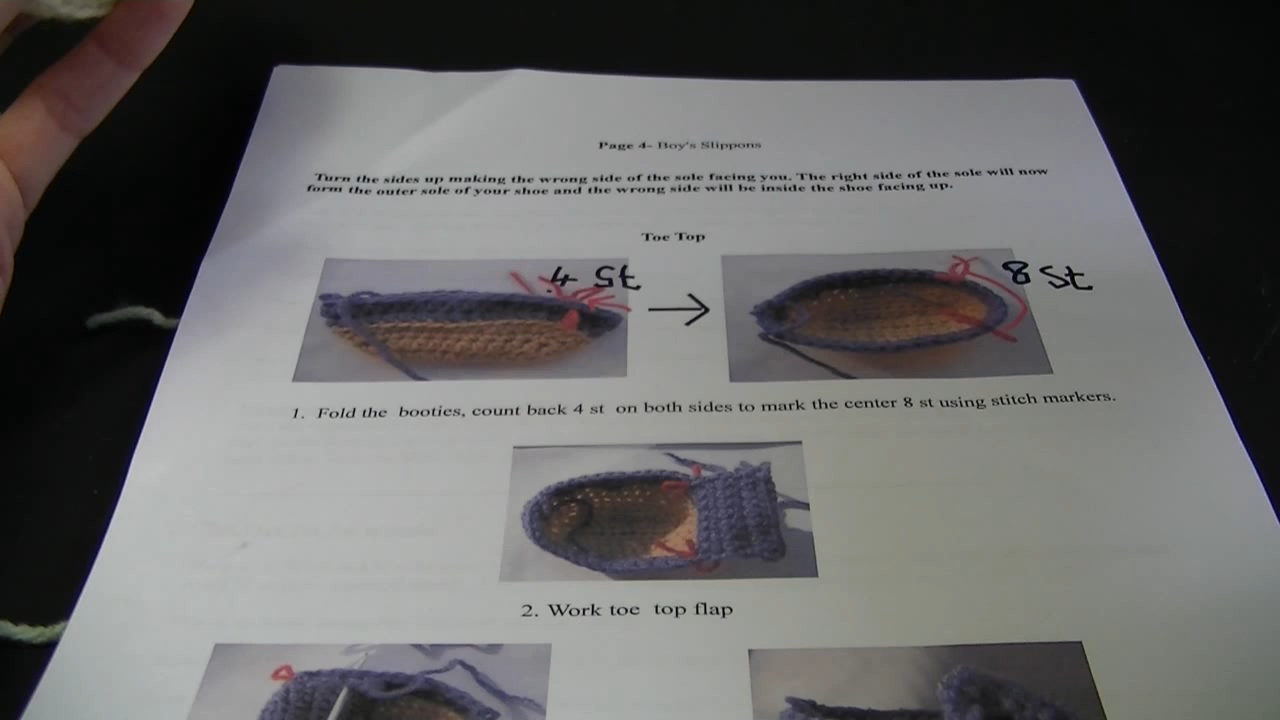 Page 4- Boy's Slippons
Turn the sides up making the wrong side of the sole facing you. The right side of the sole will now
form the outer sole of your shoe and the wrong side will be inside the shoe facing up.
Toe Top
4 St
8 St
1. Fold the booties, count back 4 st on both sides to mark the center 8 st using stitch markers.
2. Work toe top flap